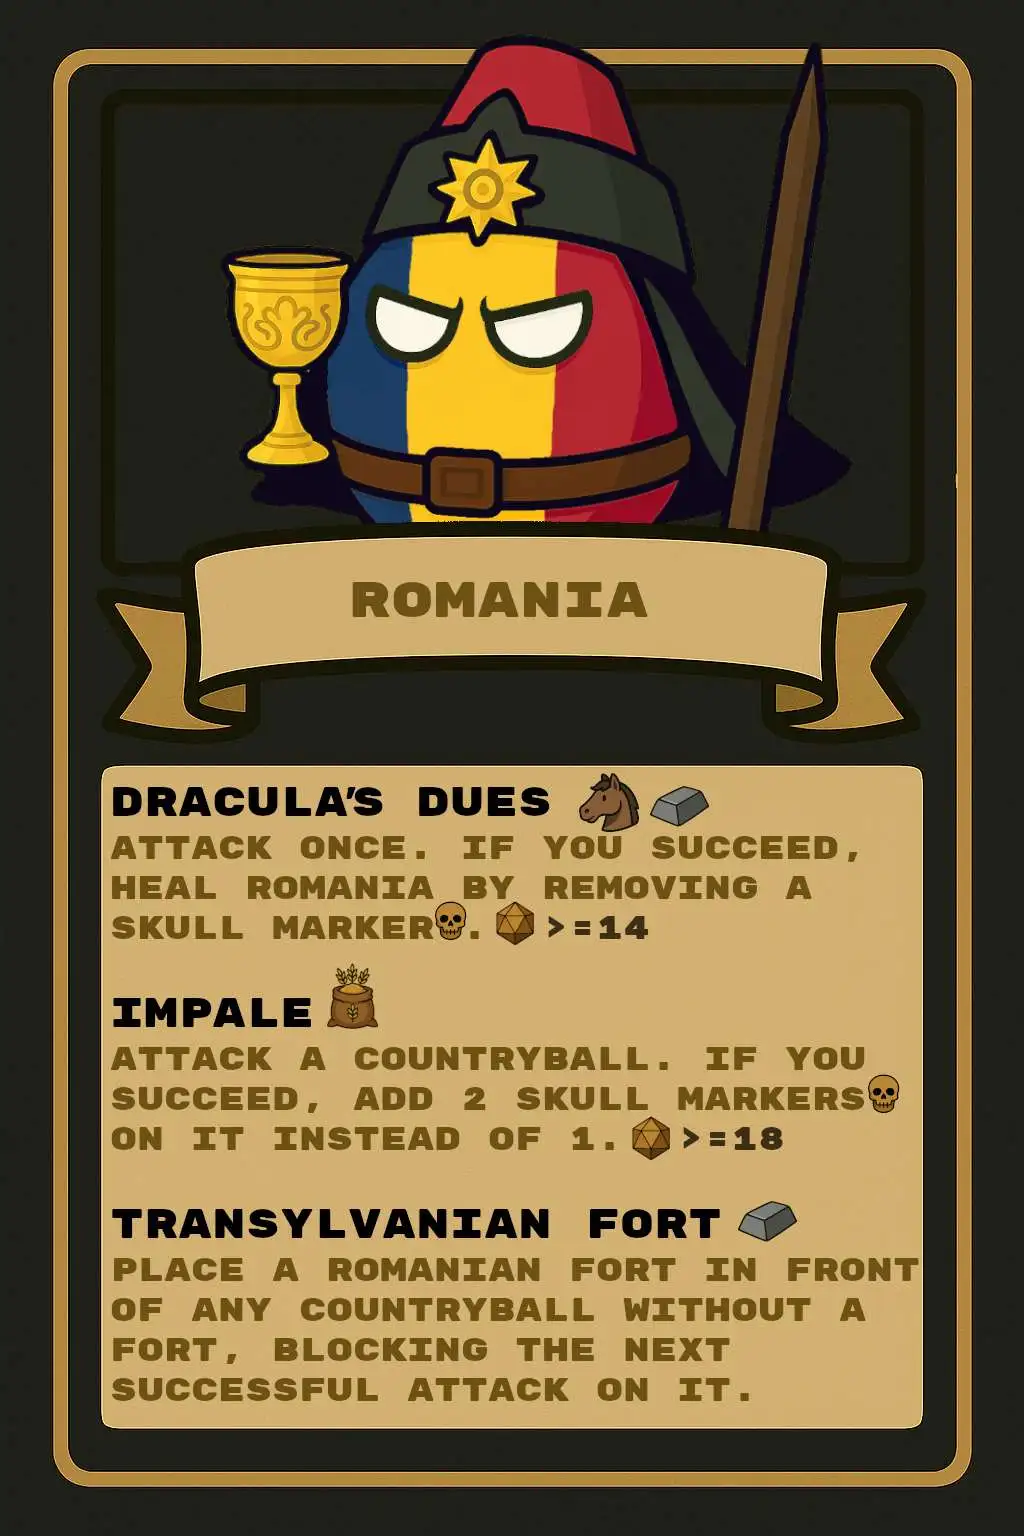 ROMANIA
DRACULA'S DUES
ATTACK ONCE. IF YOU SUCCEED,
HEAL ROMANIA BY REMOVING A
SKULL MARKER. >=14
IMPALE
ATTACK A COUNTRYBALL. IF YOU
SUCCEED, ADD 2 SKULL MARKERS
ON IT INSTEAD OF 1. >=18
TRANSYLVANIAN FORT
PLACE A ROMANIAN FORT IN FRONT
OF ANY COUNTRYBALL WITHOUT A
FORT, BLOCKING THE NEXT
SUCCESSFUL ATTACK ON IT.